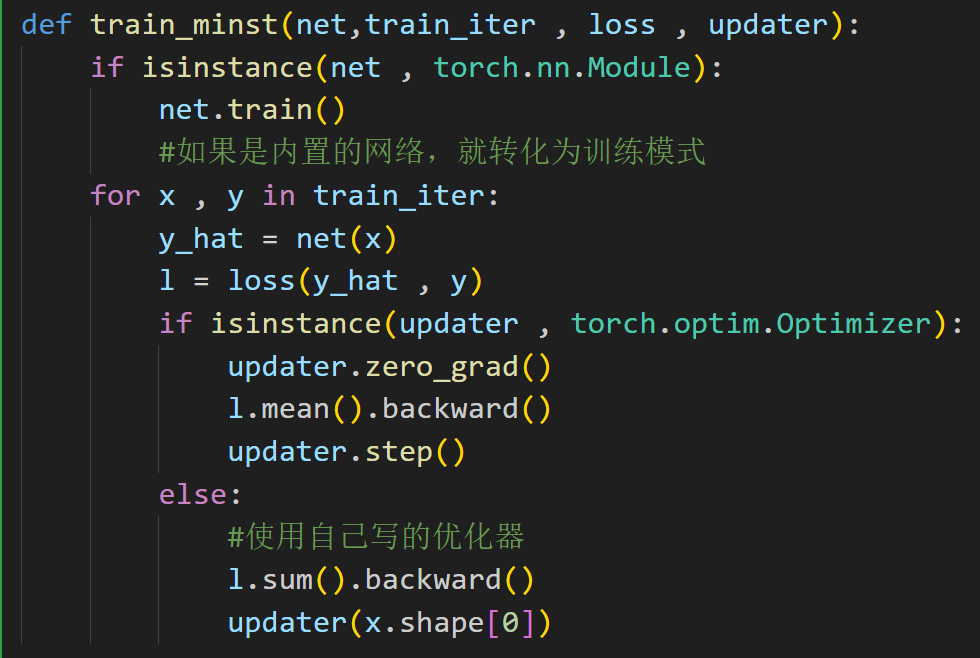 def train_minst(net,train_iter , loss , updater):
    if isinstance(net , torch.nn.Module):
        net.train()
        #如果是内置的网络，就转化为训练模式
    for x , y in train_iter:
        y_hat = net(x)
        l = loss(y_hat , y)
        if isinstance(updater , torch.optim.Optimizer):
            updater.zero_grad()
            l.mean().backward()
            updater.step()
        else:
            #使用自己写的优化器
            l.sum().backward()
            updater(x.shape[0])